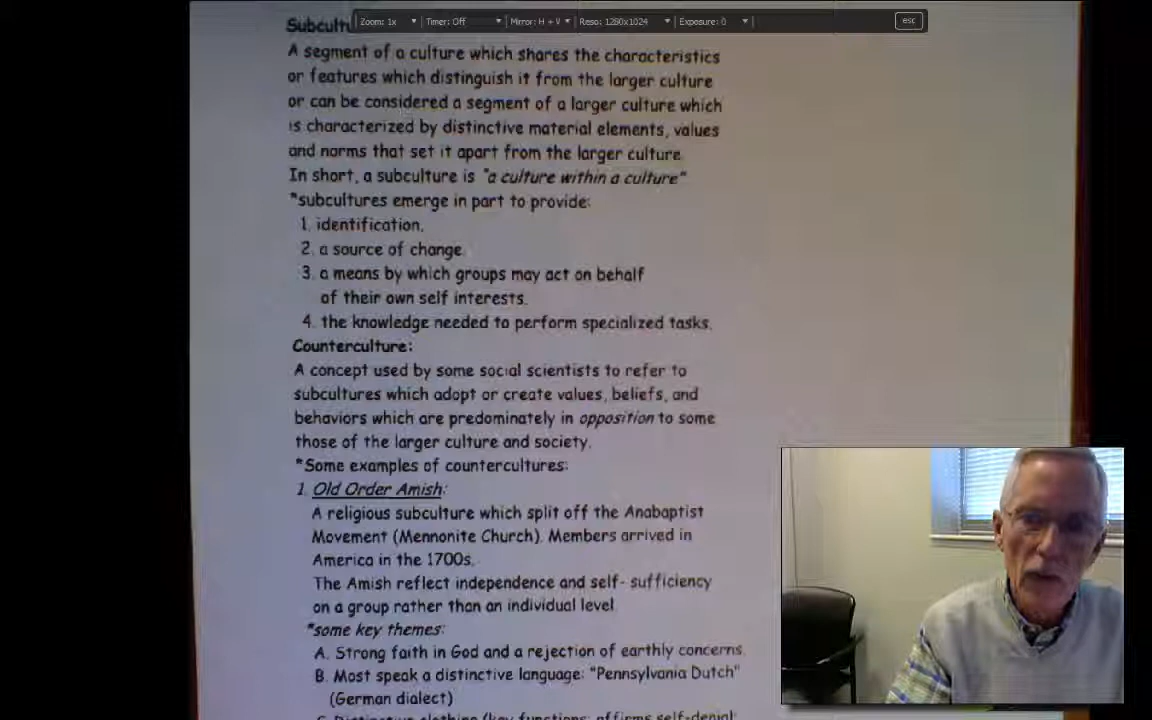 Subcultu
Zoom: 1x Timer: Off Mirror: H + V Reso: 1280x1024 Exposure: 0 esc
A segment of a culture which shares the characteristics
or features which distinguish it from the larger culture
or can be considered a segment of a larger culture which
is characterized by distinctive material elements, values
and norms that set it apart from the larger culture.
In short, a subculture is "a culture within a culture"
*subcultures emerge in part to provide:
1. identification.
2. a source of change.
3. a means by which groups may act on behalf
of their own self interests.
4. the knowledge needed to perform specialized tasks.
Counterculture:
A concept used by some social scientists to refer to
subcultures which adopt or create values, beliefs, and
behaviors which are predominately in opposition to some
those of the larger culture and society.
*Some examples of countercultures:
1. Old Order Amish:
A religious subculture which split off the Anabaptist
Movement (Mennonite Church). Members arrived in
America in the 1700s.
The Amish reflect independence and self- sufficiency
on a group rather than an individual level.
*some key themes:
A. Strong faith in God and a rejection of earthly concerns.
B. Most speak a distinctive language: "Pennsylvania Dutch"
(German dialect)
C. Distinctive clothing (key functions: affirms self-denial;